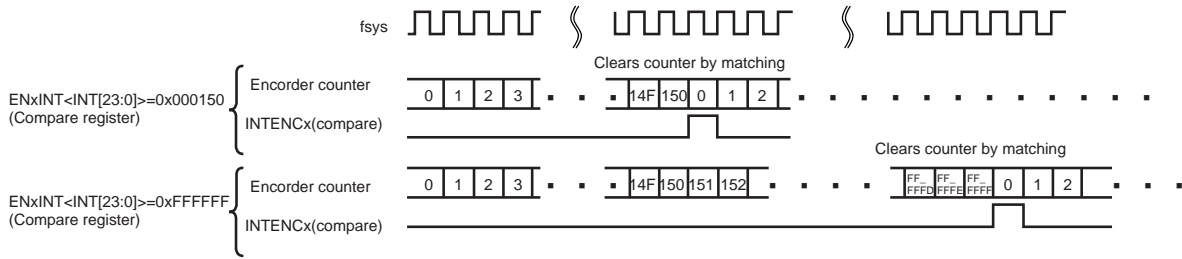 fsys
Clears counter by matching
ENxINT<INT[23:0]>=0x000150
(Compare register)
Encorder counter
0 1 2 3 14F 150 0 1 2
INTENCx(compare)
Clears counter by matching
ENxINT<INT[23:0]>=0xFFFFFF
(Compare register)
Encorder counter
0 1 2 3 14F 150 151 152 FF_FFFD FF_FFFE FF_FFFF 0 1 2
INTENCx(compare)